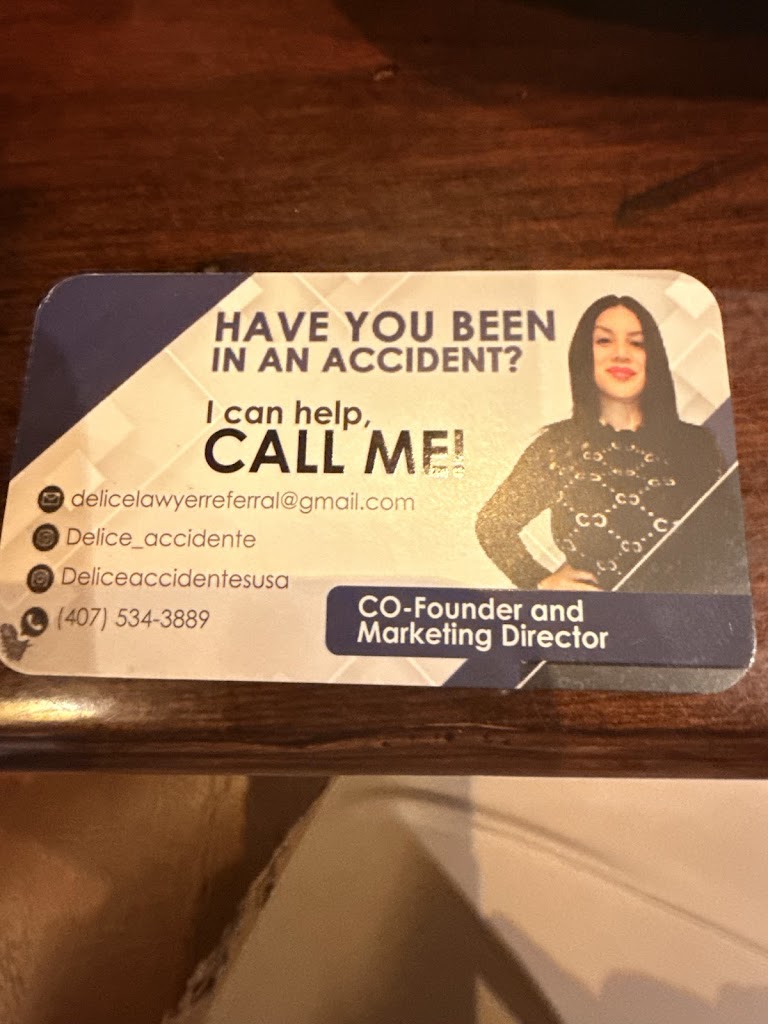 HAVE YOU BEEN
IN AN ACCIDENT?
I can help,
CALL ME!
delicelawyerreferral@gmail.com
Delice_accidente
Deliceaccidentesusa
(407) 534-3889
CO-Founder and
Marketing Director